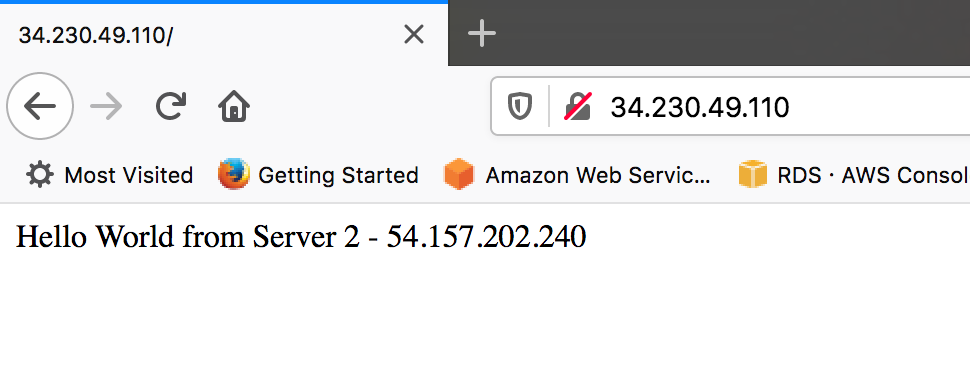 34.230.49.110/
34.230.49.110
Most Visited Getting Started Amazon Web Servic... RDS · AWS Consol
Hello World from Server 2 - 54.157.202.240